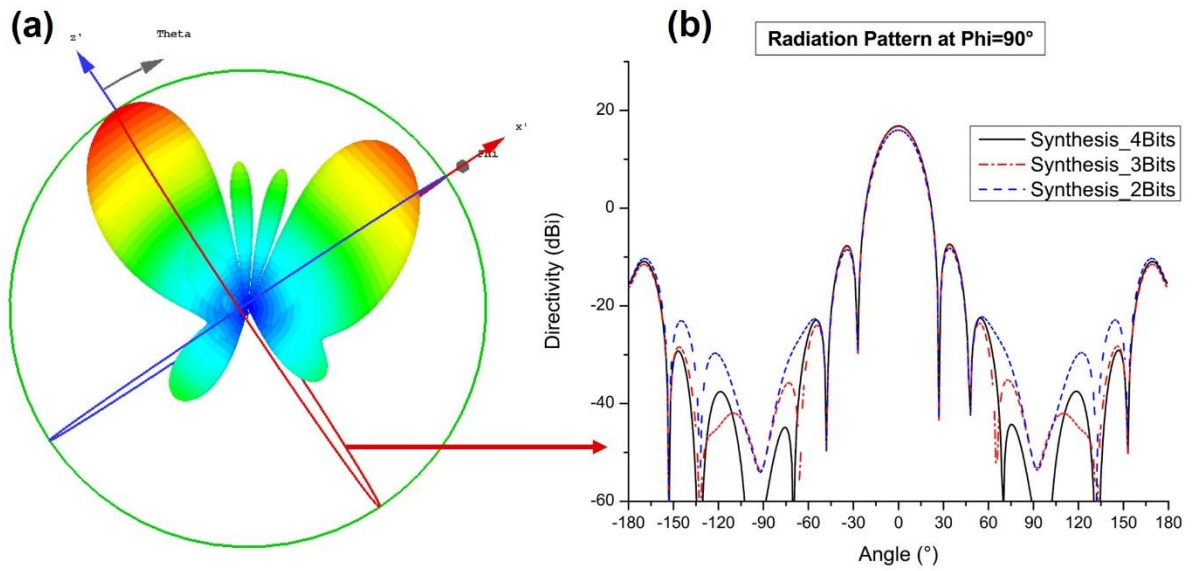 (a)
z'
Theta
x'
Phi
(b)
Radiation Pattern at Phi=90°
Synthesis_4Bits
Synthesis_3Bits
Synthesis_2Bits
Directivity (dBi)
20
0
-20
-40
-60
-180 -150 -120 -90 -60 -30 0 30 60 90 120 150 180
Angle (°)